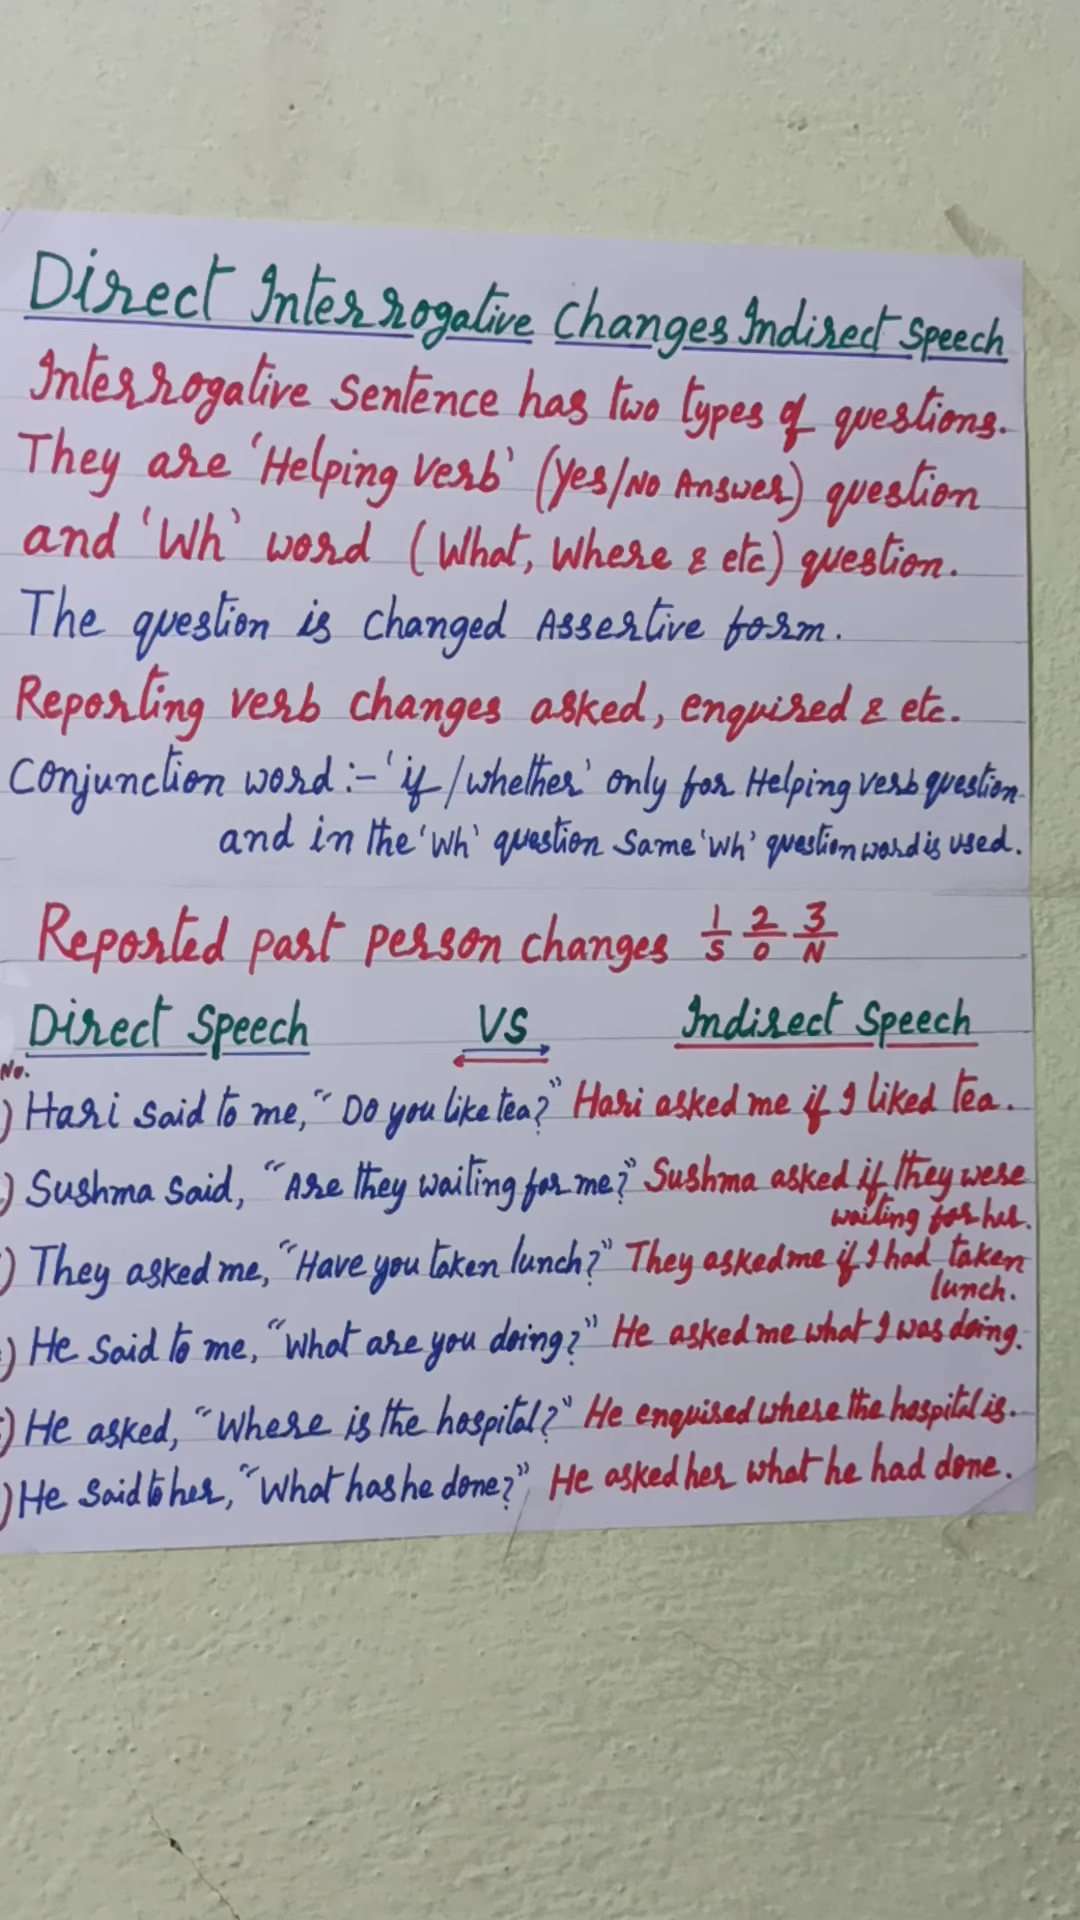 Direct Interrogative Changes Indirect Speech
Interrogative Sentence has two types of questions.
They are 'Helping verb' (Yes/No Answer) question
and 'Wh' word (What, Where & etc) question.
The question is changed Assertive form.
Reporting verb changes asked, enquired & etc.
Conjunction word :- 'if/whether' only for Helping verb question
and in the 'Wh' question Same 'Wh' question word is used.
Reported part person changes 1/S 2/O 3/N
Direct Speech VS Indirect Speech
No.
) Hari said to me, "Do you like tea?" Hari asked me if I liked tea.
) Sushma said, "Are they waiting for me?" Sushma asked if they were
waiting for her.
) They asked me, "Have you taken lunch?" They asked me if I had taken
lunch.
) He said to me, "What are you doing?" He asked me what I was doing.
) He asked, "Where is the hospital?" He enquired where the hospital is.
) He said to her, "What has he done?" He asked her what he had done.